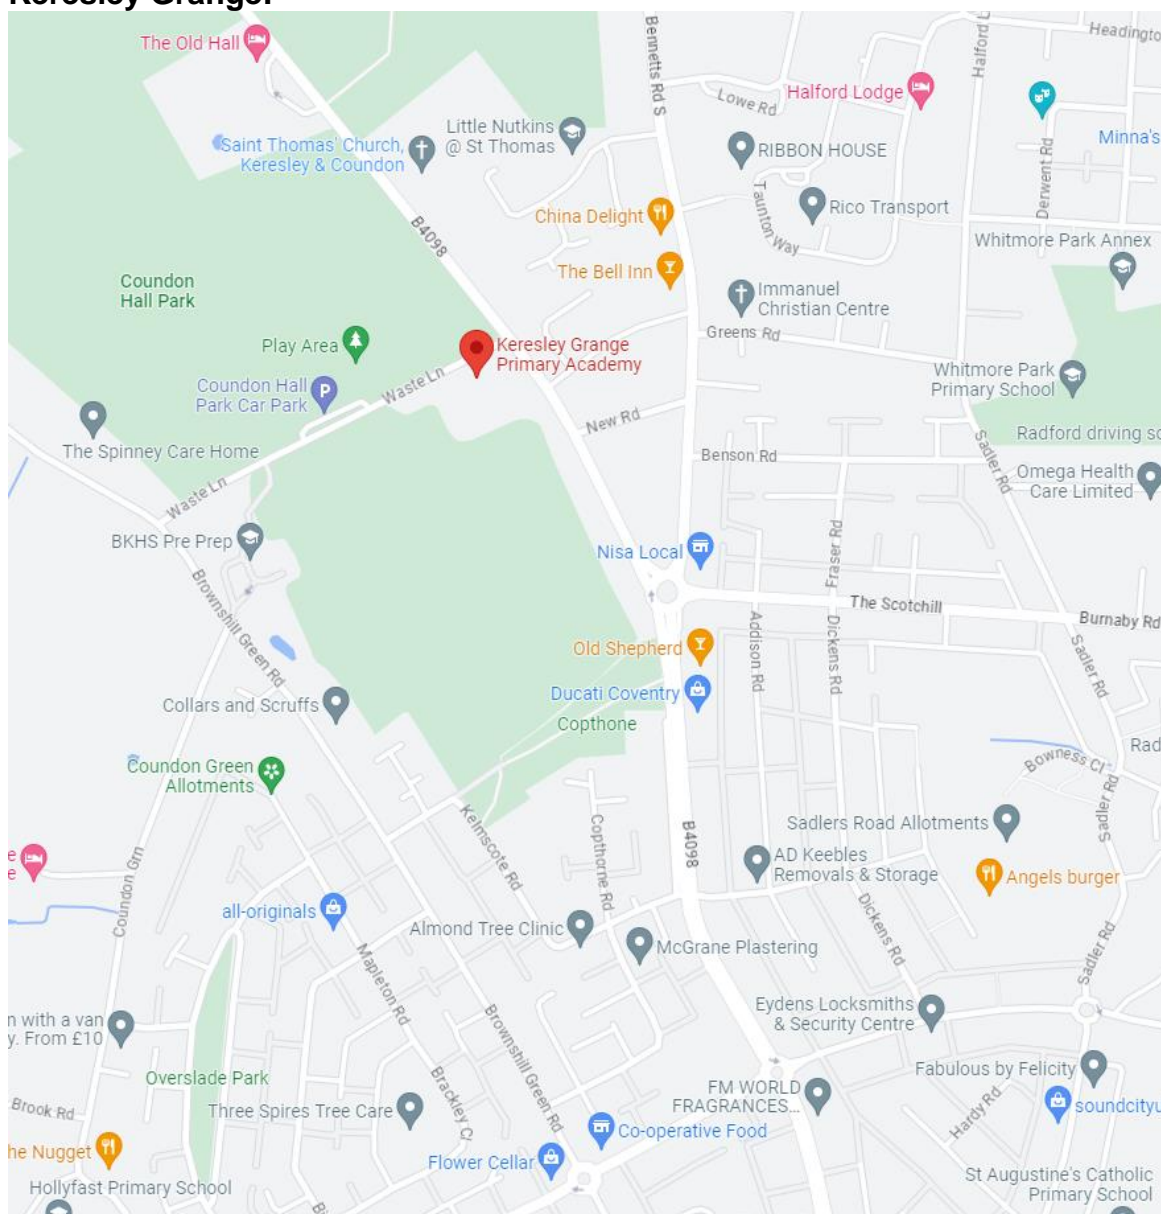 Keresley Grange.
The Old Hall
Bennetts Rd S
Halford L
Headingto
Lowe Rd
Halford Lodge
Little Nutkins
@ St Thomas
Saint Thomas' Church,
Keresley & Coundon
RIBBON HOUSE
Minna's
Derwent Rd
Taunton Way
Rico Transport
China Delight
B4098
Whitmore Park Annex
The Bell Inn
Coundon
Hall Park
Immanuel
Christian Centre
Greens Rd
Play Area
Keresley Grange
Primary Academy
Whitmore Park
Primary School
Coundon Hall
Park Car Park
Waste Ln
New Rd
The Spinney Care Home
Benson Rd
Sadler Rd
Radford driving sc
Omega Health
Care Limited
Waste Ln
BKHS Pre Prep
Nisa Local
Fraser Rd
Brownshill Green Rd
The Scotchill
Burnaby Rd
Addison Rd
Dickens Rd
Old Shepherd
Sadler Rd
Collars and Scruffs
Ducati Coventry
Copthone
Rad
Bowness Cl
Coundon Green
Allotments
Sadler Rd
Kelmscote Rd
Copthorne Rd
B4098
Sadlers Road Allotments
AD Keebles
Removals & Storage
Angels burger
e
e
Coundon Grn
all-originals
Almond Tree Clinic
McGrane Plastering
Dickens Rd
Sadler Rd
Mapleton Rd
n with a van
y. From £10
Brownshill Green Rd
Eydens Locksmiths
& Security Centre
Overslade Park
Brackley Cl
Fabulous by Felicity
Brook Rd
Three Spires Tree Care
FM WORLD
FRAGRANCES...
Hardy Rd
soundcityu
Co-operative Food
he Nugget
Flower Cellar
St Augustine's Catholic
Primary School
Hollyfast Primary School